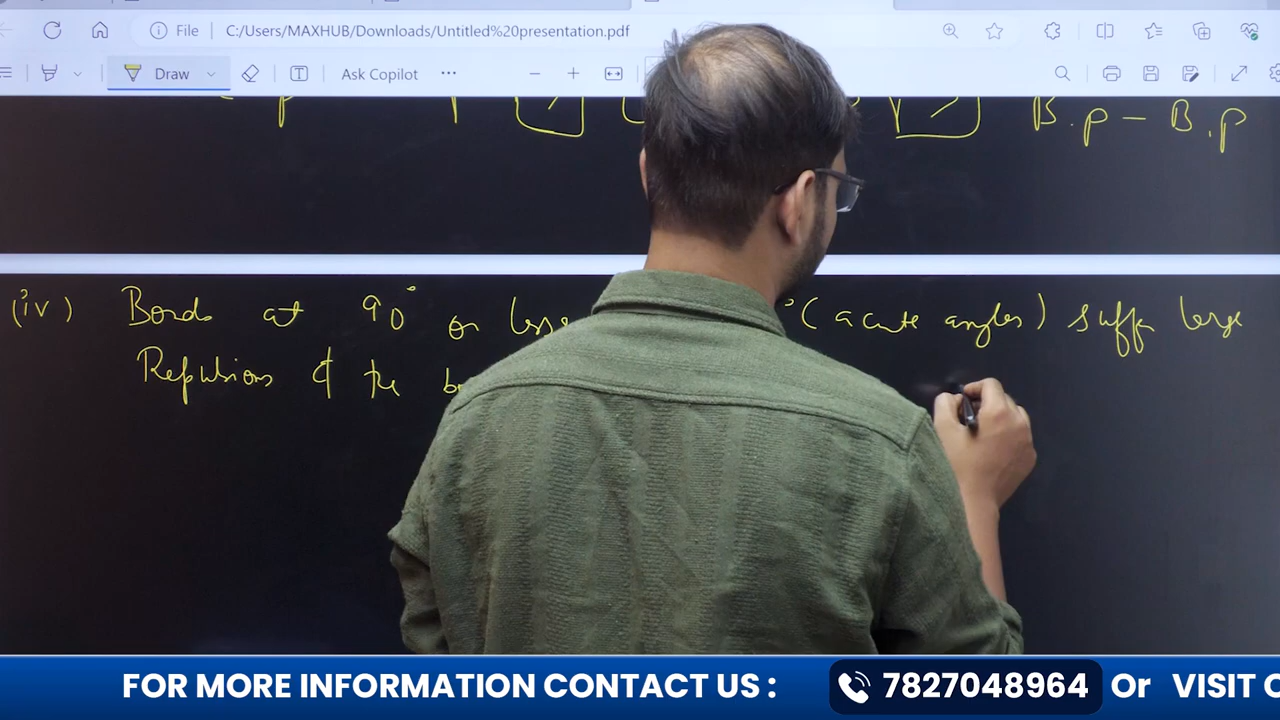 File C:/Users/MAXHUB/Downloads/Untitled%20presentation.pdf
Draw Ask Copilot
B.p – B.p
(iv) Bonds at 90° or less (acute angles) suffer large
Repulsions & the
FOR MORE INFORMATION CONTACT US : 7827048964 Or VISIT